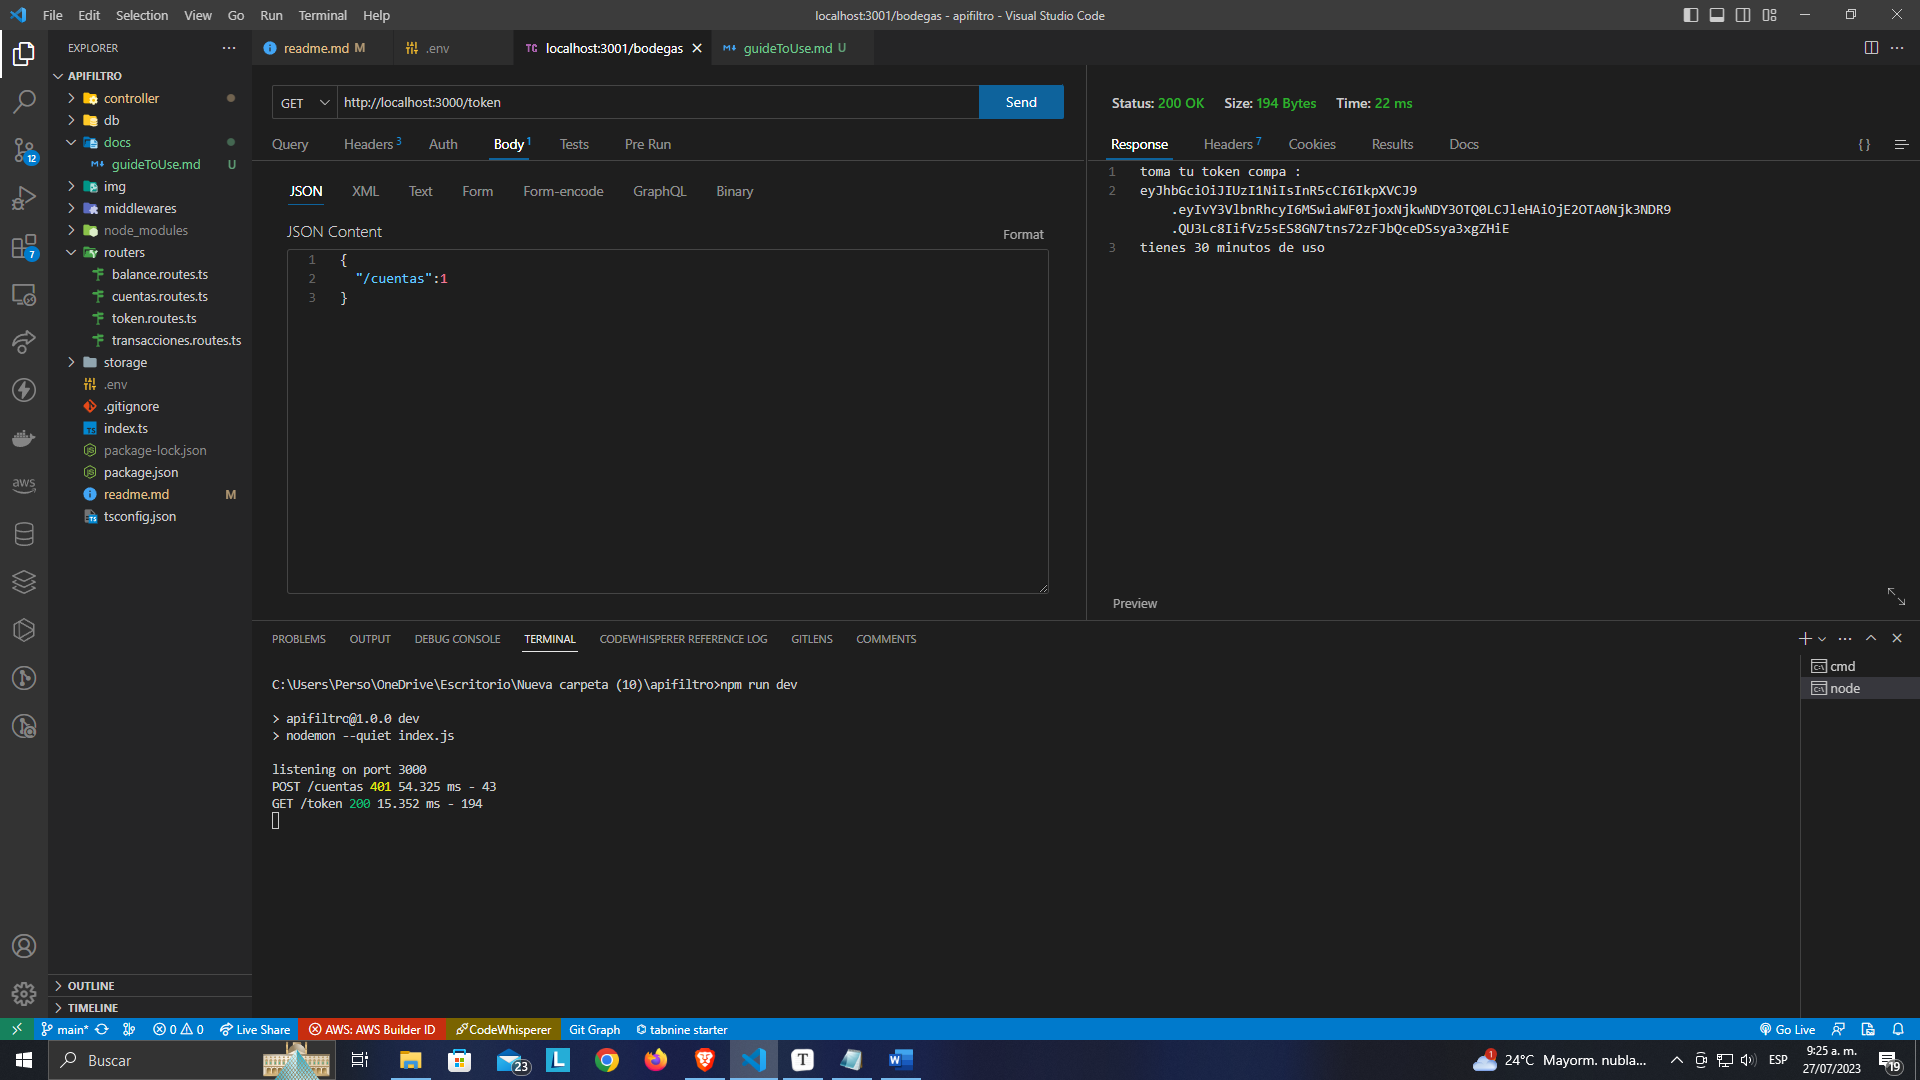 File Edit Selection View Go Run Terminal Help
localhost:3001/bodegas - apifiltro - Visual Studio Code
EXPLORER
readme.md M
.env
TC localhost:3001/bodegas
guideToUse.md U
APIFILTRO
controller
db
docs
guideToUse.md U
img
middlewares
node_modules
routers
balance.routes.ts
cuentas.routes.ts
token.routes.ts
transacciones.routes.ts
storage
.env
.gitignore
index.ts
package-lock.json
package.json
readme.md M
tsconfig.json
OUTLINE
TIMELINE
12
7
aws
GET http://localhost:3000/token Send
Query Headers 3 Auth Body 1 Tests Pre Run
JSON XML Text Form Form-encode GraphQL Binary
JSON Content
Format
1 {
2 "/cuentas":1
3 }
Status: 200 OK Size: 194 Bytes Time: 22 ms
Response Headers 7 Cookies Results Docs
{ }
1 toma tu token compa :
2 eyJhbGciOiJIUzI1NiIsInR5cCI6IkpXVCJ9
.eyIvY3VlbnRhcyI6MSwiaWF0IjoxNjkwNDY3OTQ0LCJleHAiOjE2OTA0Njk3NDR9
.QU3Lc8IifVz5sES8GN7tns72zFJbQceDSsya3xgZHiE
3 tienes 30 minutos de uso
Preview
PROBLEMS OUTPUT DEBUG CONSOLE TERMINAL CODEWHISPERER REFERENCE LOG GITLENS COMMENTS
C:\Users\Perso\OneDrive\Escritorio\Nueva carpeta (10)\apifiltro>npm run dev
> apifiltro@1.0.0 dev
> nodemon --quiet index.js
listening on port 3000
POST /cuentas 401 54.325 ms - 43
GET /token 200 15.352 ms - 194
cmd
node
main* 0 0 Live Share AWS: AWS Builder ID CodeWhisperer Git Graph tabnine starter Go Live
Buscar
23
L
T
W
1
24°C Mayorm. nubla...
ESP
9:25 a. m.
27/07/2023
19